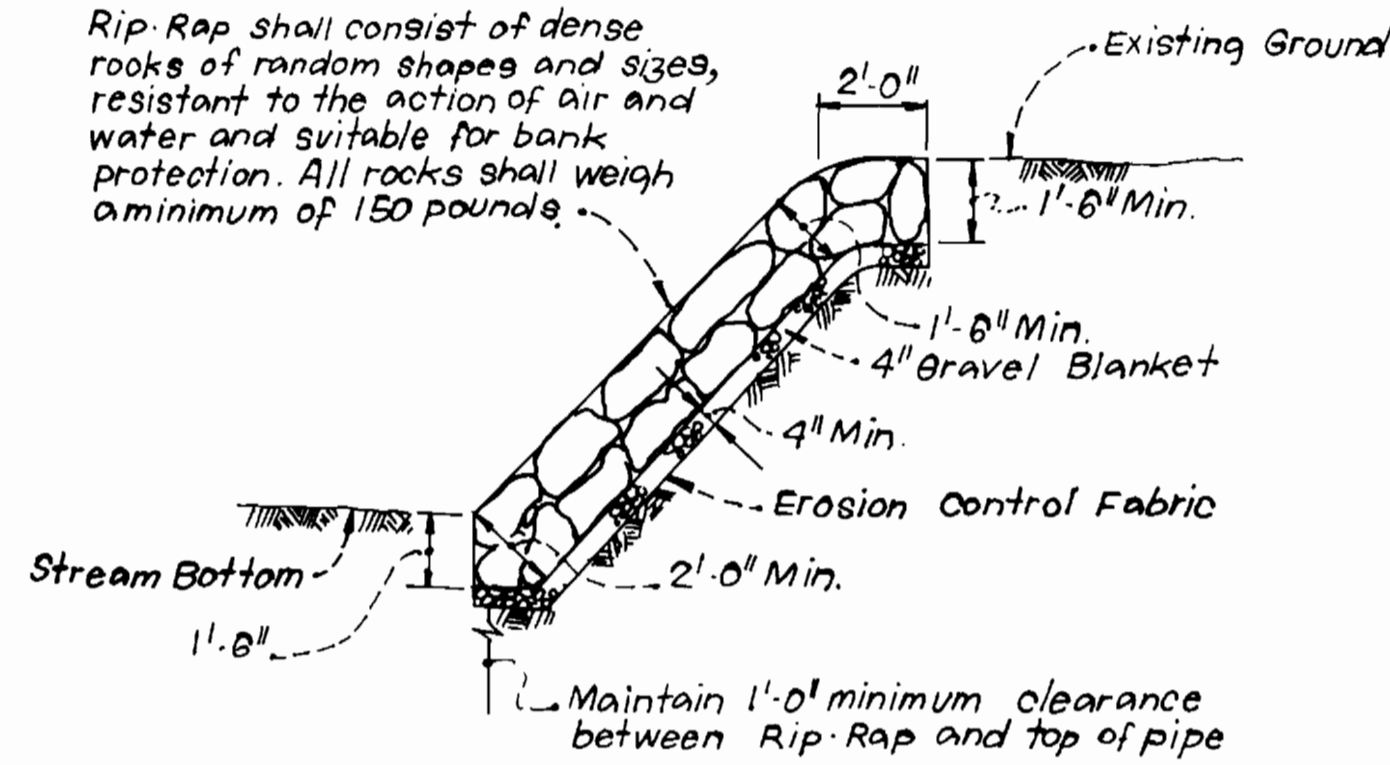 Rip·Rap shall consist of dense
rooks of random shapes and sizes,
resistant to the action of air and
water and suitable for bank
protection. All rocks shall weigh
a minimum of 150 pounds.
Existing Ground
2'-0"
1'-6" Min.
1'-6" Min.
4" Gravel Blanket
4" Min.
Erosion Control Fabric
Stream Bottom
2'-0" Min.
1'-6"
Maintain 1'-0" minimum clearance
between Rip·Rap and top of pipe